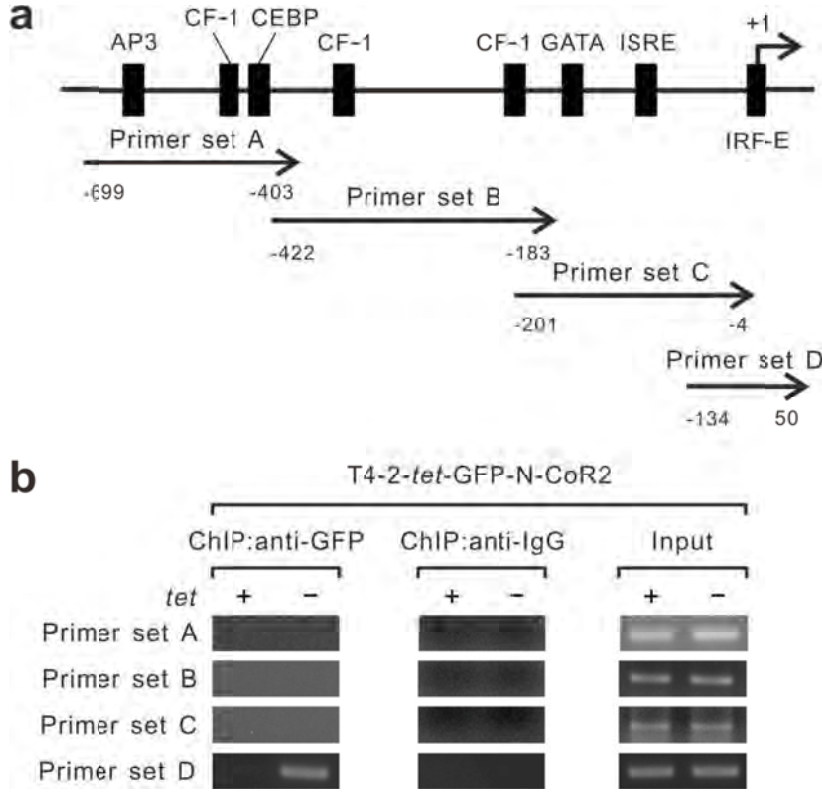 a
CF-1 CEBP
+1
AP3 CF-1 CF-1 GATA ISRE
IRF-E
Primer set A
-699 -403
Primer set B
-422 -183
Primer set C
-201 -4
Primer set D
-134 50
b
T4-2-tet-GFP-N-CoR2
ChIP:anti-GFP ChIP:anti-IgG Input
tet + − + − + −
Primer set A
Primer set B
Primer set C
Primer set D